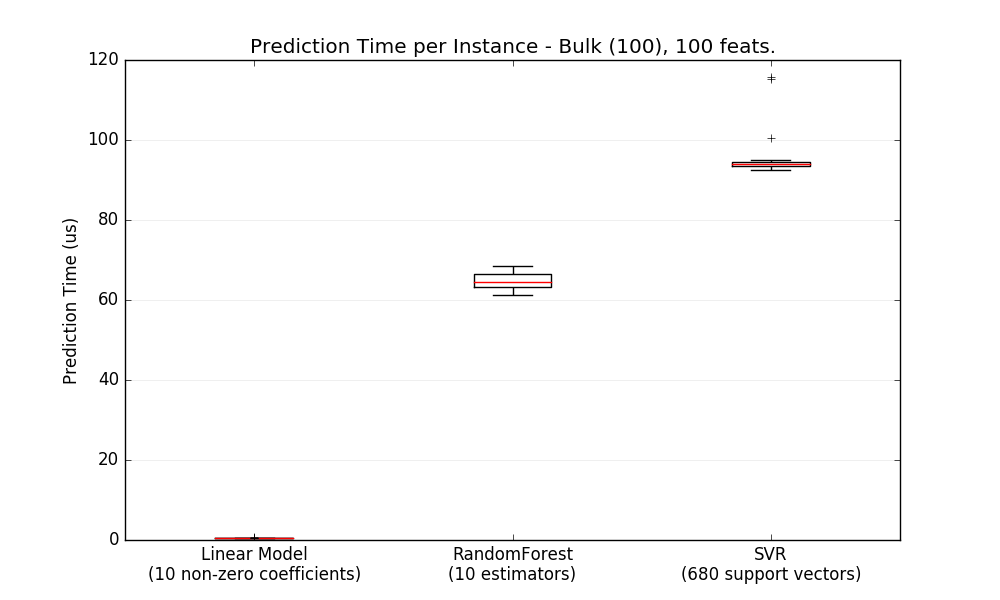 Prediction Time per Instance - Bulk (100), 100 feats.
120
100
80
60
40
20
0
Prediction Time (us)
Linear Model
(10 non-zero coefficients)
RandomForest
(10 estimators)
SVR
(680 support vectors)